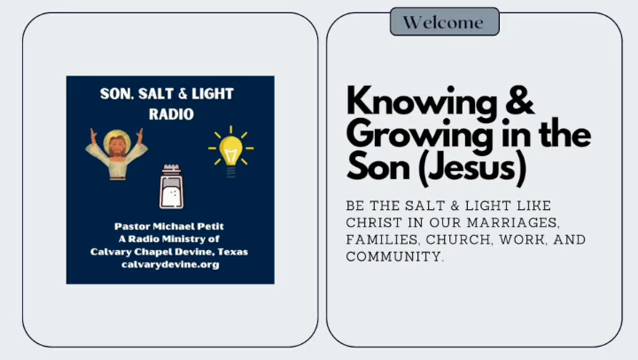 SON, SALT & LIGHT
RADIO
Pastor Michael Petit
A Radio Ministry of
Calvary Chapel Devine, Texas
calvarydevine.org
Welcome
Knowing &
Growing in the
Son (Jesus)
BE THE SALT & LIGHT LIKE
CHRIST IN OUR MARRIAGES,
FAMILIES, CHURCH, WORK, AND
COMMUNITY.